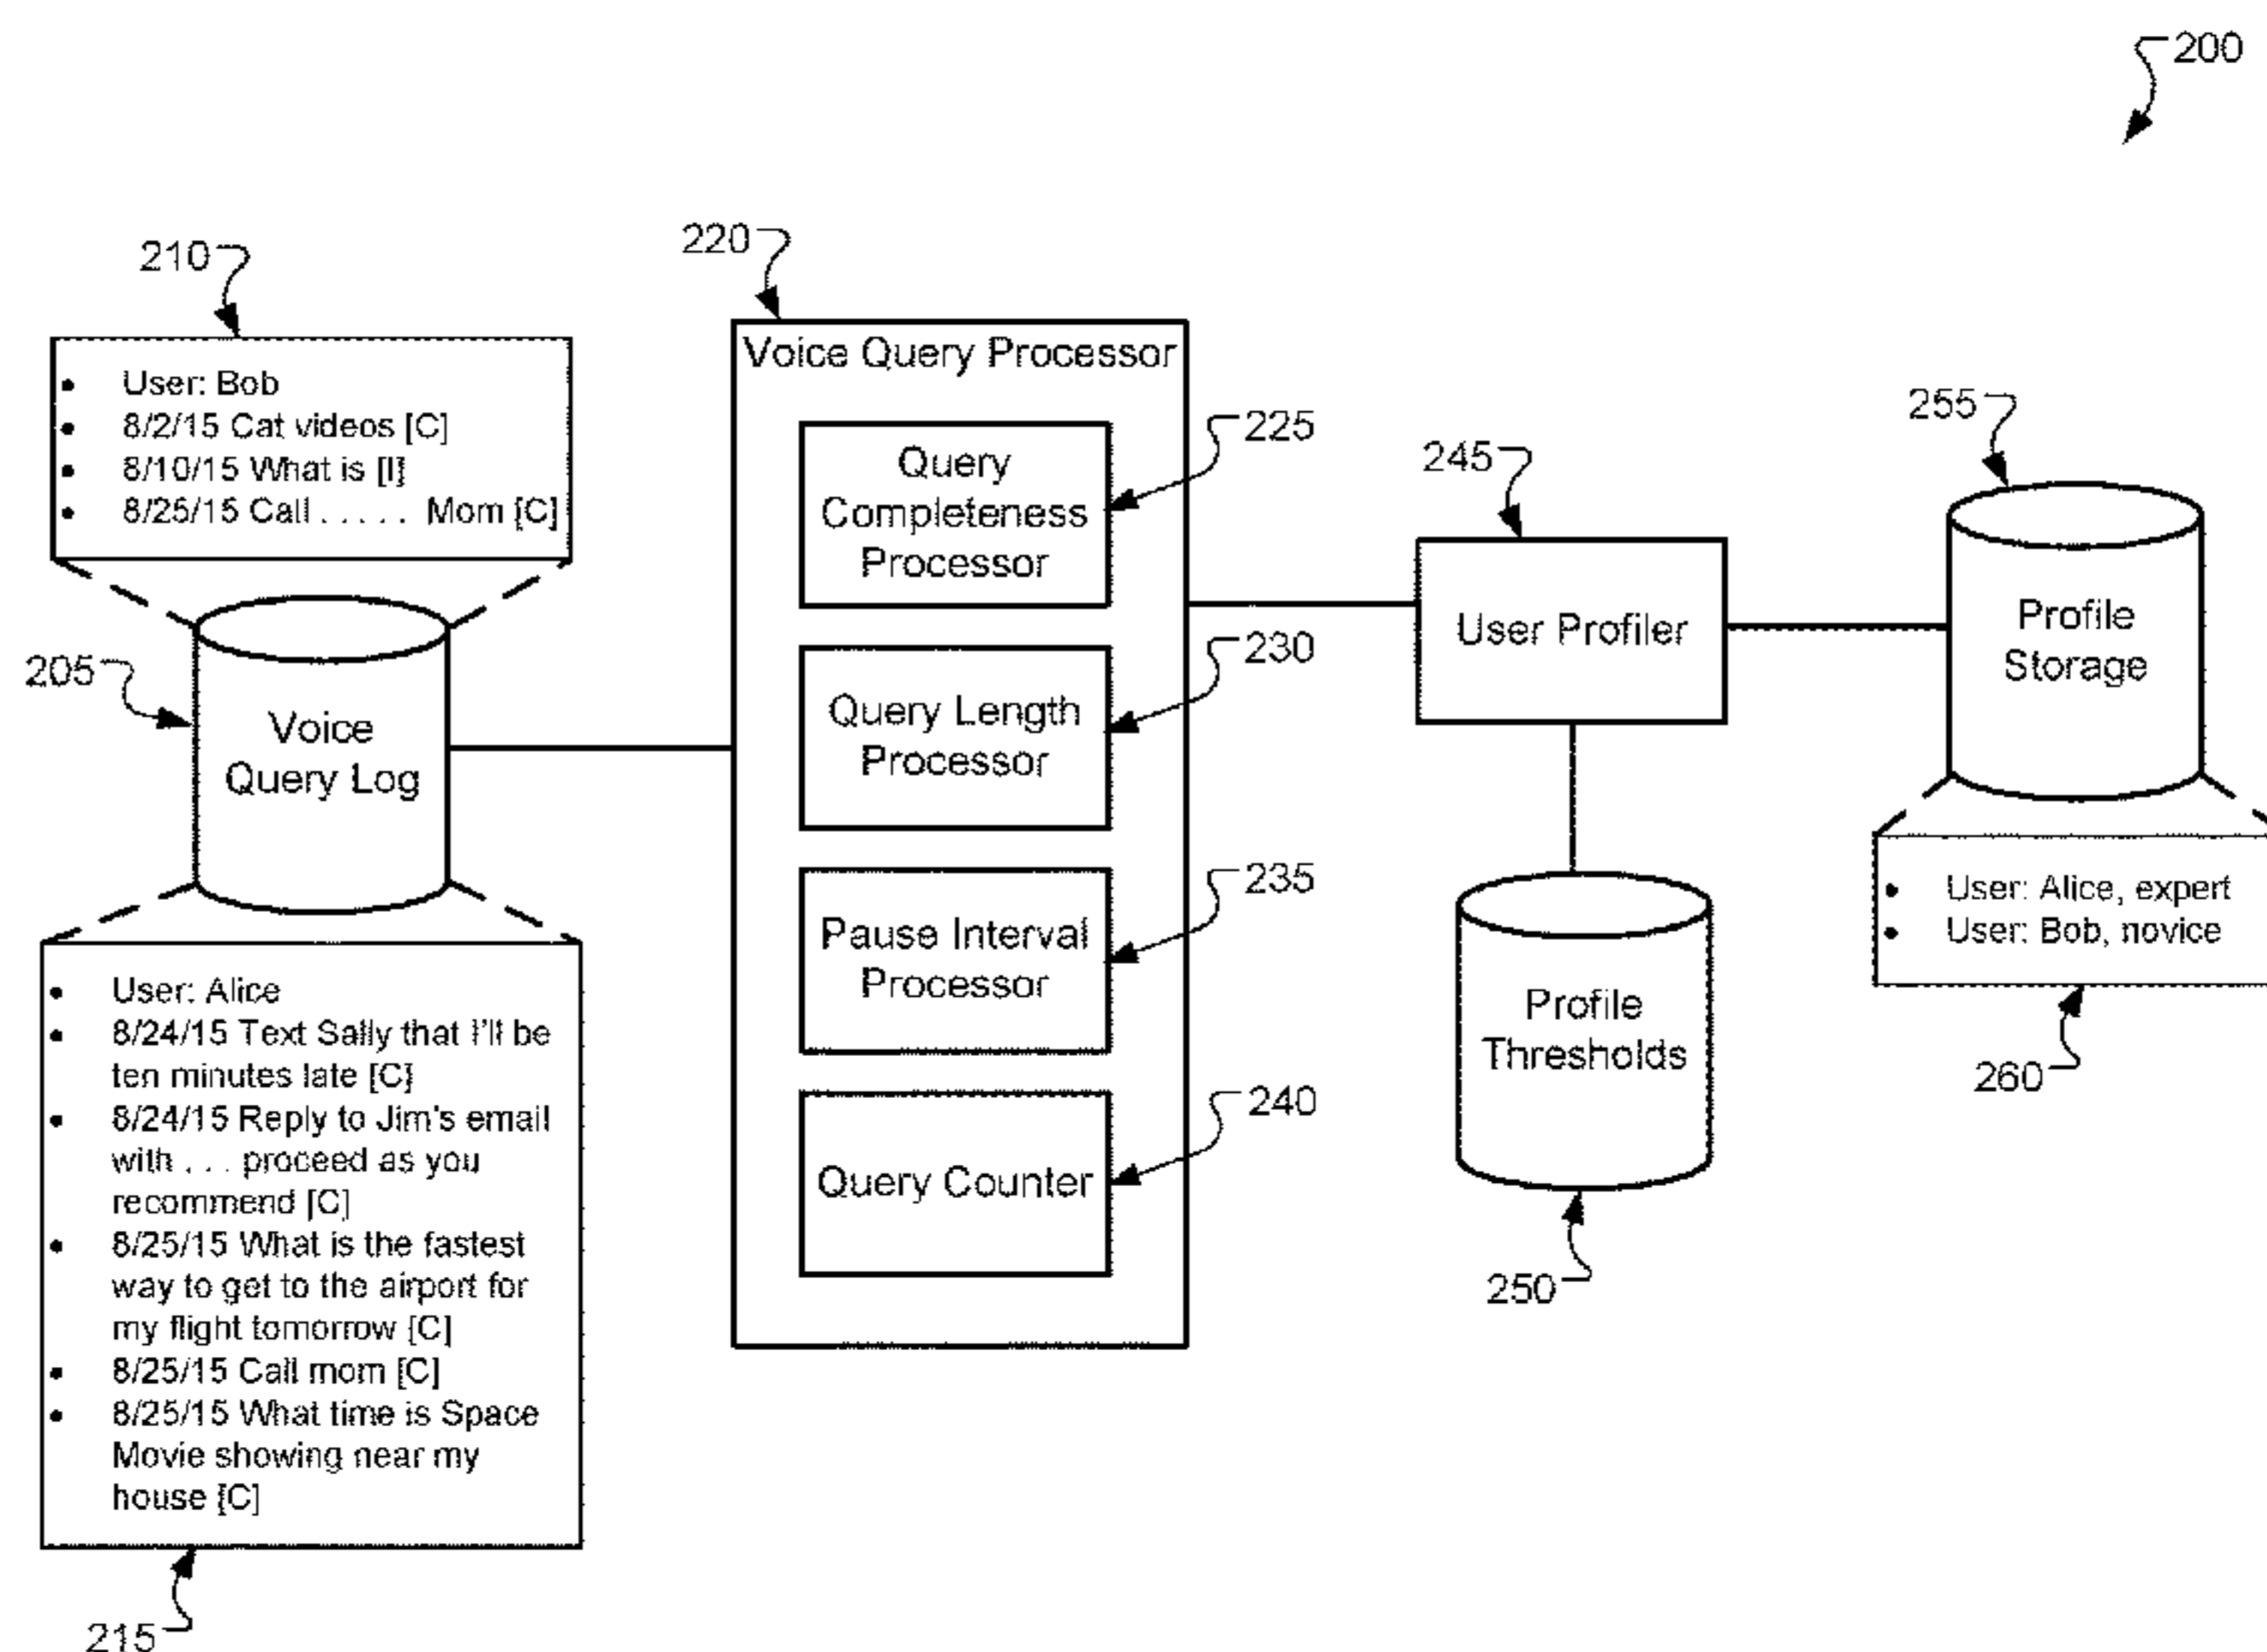 200
210
• User: Bob
• 8/2/15 Cat videos [C]
• 8/10/15 What is [I]
• 8/25/15 Call . . . . . Mom [C]
205
Voice
Query Log
• User: Alice
• 8/24/15 Text Sally that I'll be
ten minutes late [C]
• 8/24/15 Reply to Jim's email
with . . . proceed as you
recommend [C]
• 8/25/15 What is the fastest
way to get to the airport for
my flight tomorrow [C]
• 8/25/15 Call mom [C]
• 8/25/15 What time is Space
Movie showing near my
house [C]
215
220
Voice Query Processor
Query
Completeness
Processor
225
Query Length
Processor
230
Pause Interval
Processor
235
Query Counter
240
245
User Profiler
Profile
Thresholds
250
255
Profile
Storage
• User: Alice, expert
• User: Bob, novice
260